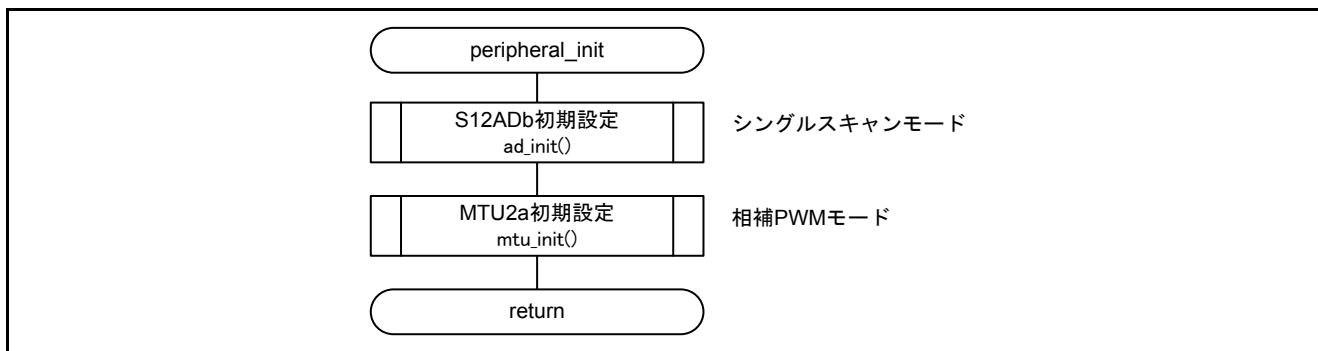 peripheral_init
S12ADb初期設定
ad_init()
シングルスキャンモード
MTU2a初期設定
mtu_init()
相補PWMモード
return